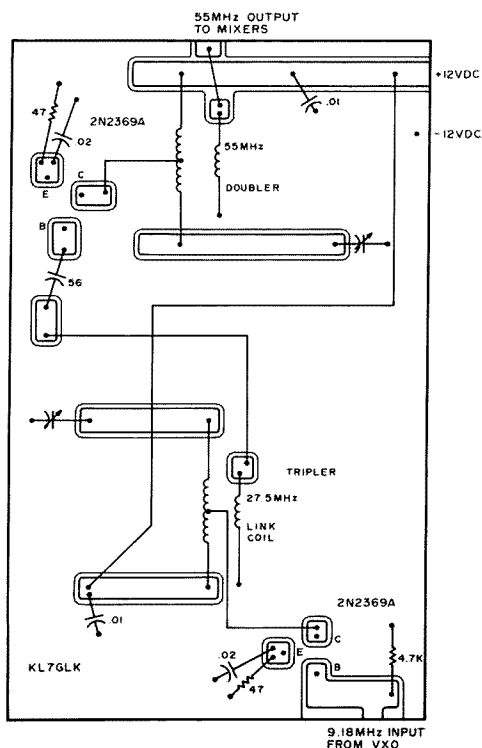 55MHz OUTPUT
TO MIXERS
+12VDC
.01
47
2N2369A
-12VDC
.02
55MHz
E
C
DOUBLER
B
56
TRIPLER
27.5MHz
LINK
COIL
2N2369A
.01
C
.02
E
4.7K
B
KL7GLK
47
9.18MHz INPUT
FROM VXO